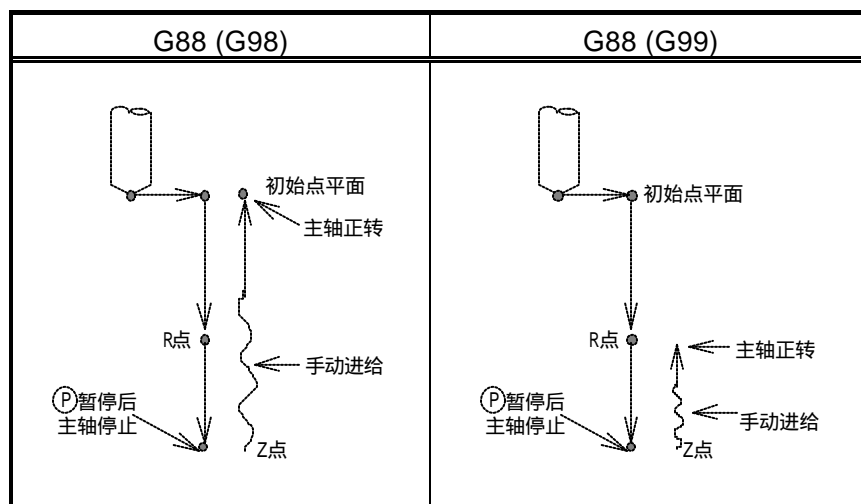 G88 (G98)
G88 (G99)
初始点平面
主轴正转
R点
手动进给
P暂停后
主轴停止
Z点
初始点平面
R点
主轴正转
P暂停后
主轴停止
手动进给
Z点